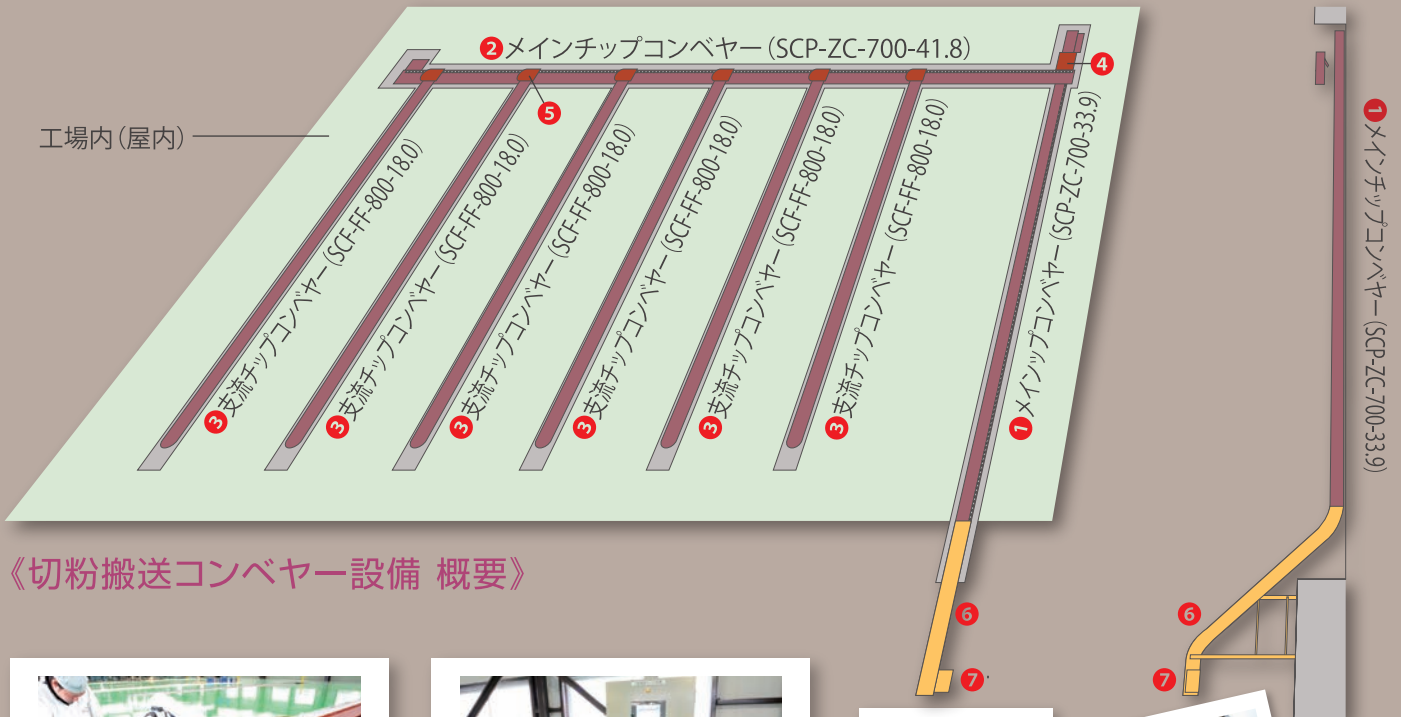 ❷メインチップコンベヤー(SCP-ZC-700-41.8)
❹
❺
工場内(屋内)
❸支流チップコンベヤー(SCF-FF-800-18.0)
❸支流チップコンベヤー(SCF-FF-800-18.0)
❸支流チップコンベヤー(SCF-FF-800-18.0)
❸支流チップコンベヤー(SCF-FF-800-18.0)
❸支流チップコンベヤー(SCF-FF-800-18.0)
❸支流チップコンベヤー(SCF-FF-800-18.0)
❶メインチップコンベヤー(SCP-ZC-700-33.9)
❶メインチップコンベヤー(SCP-ZC-700-33.9)
《切粉搬送コンベヤー設備 概要》
❻
❼
❻
❼